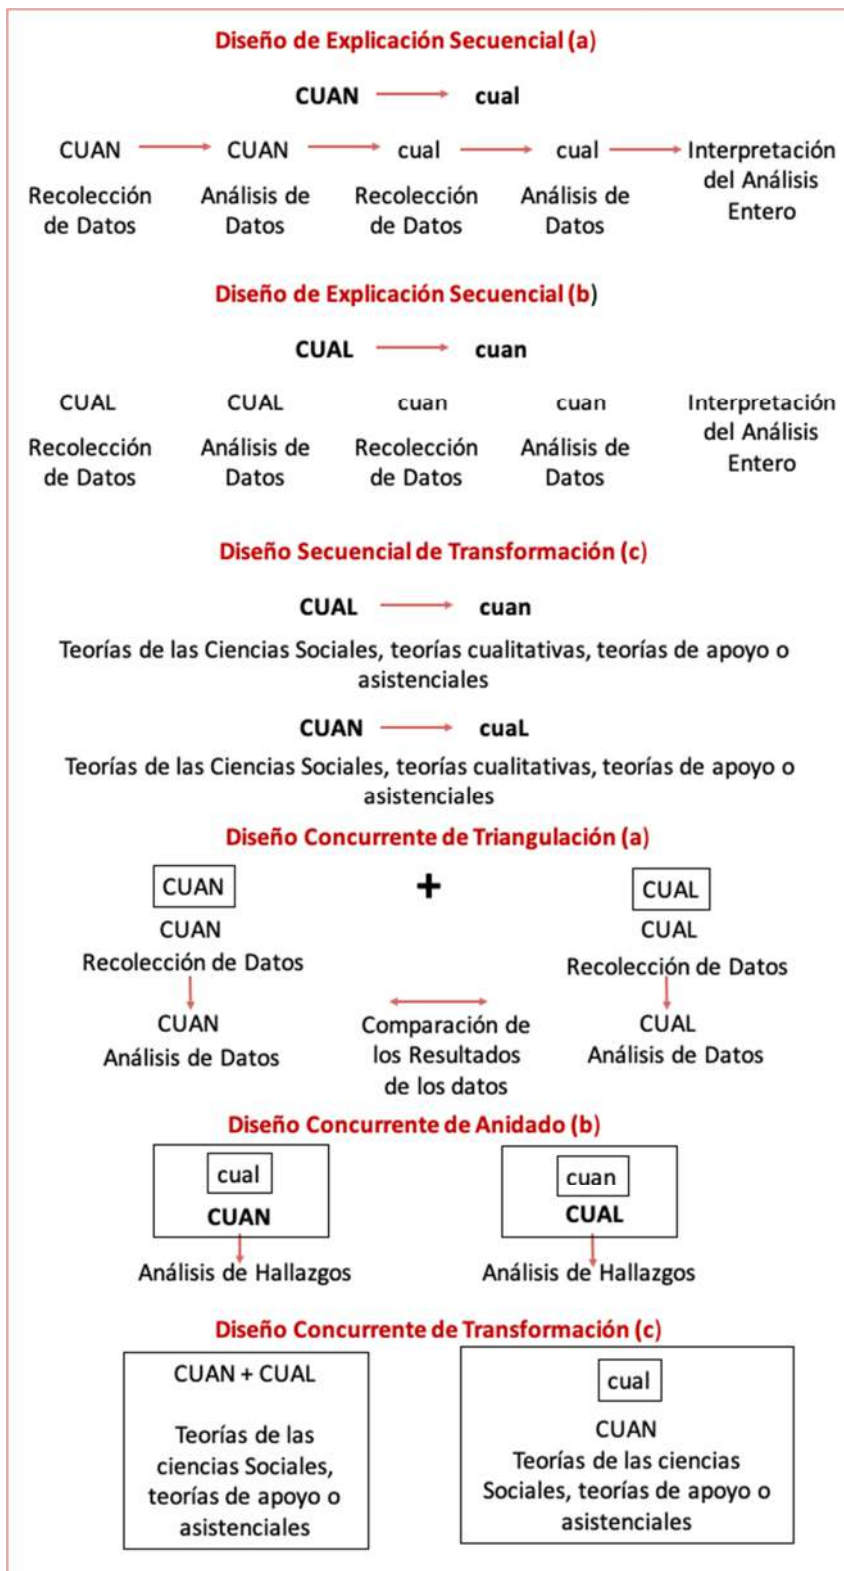 Diseño de Explicación Secuencial (a)
CUAN cual
CUAN CUAN cual cual Interpretación
Recolección Análisis de Recolección Análisis de del Análisis
de Datos Datos de Datos Datos Entero
Diseño de Explicación Secuencial (b)
CUAL cuan
CUAL CUAL cuan cuan Interpretación
Recolección Análisis de Recolección Análisis de del Análisis
de Datos Datos de Datos Datos Entero
Diseño Secuencial de Transformación (c)
CUAL cuan
Teorías de las Ciencias Sociales, teorías cualitativas, teorías de apoyo o
asistenciales
CUAN cuaL
Teorías de las Ciencias Sociales, teorías cualitativas, teorías de apoyo o
asistenciales
Diseño Concurrente de Triangulación (a)
CUAN + CUAL
CUAN CUAL
Recolección de Datos Recolección de Datos
CUAN Comparación de CUAL
Análisis de Datos los Resultados Análisis de Datos
de los datos
Diseño Concurrente de Anidado (b)
cual cuan
CUAN CUAL
Análisis de Hallazgos Análisis de Hallazgos
Diseño Concurrente de Transformación (c)
CUAN + CUAL
Teorías de las
ciencias Sociales,
teorías de apoyo o
asistenciales
cual
CUAN
Teorías de las ciencias
Sociales, teorías de apoyo o
asistenciales